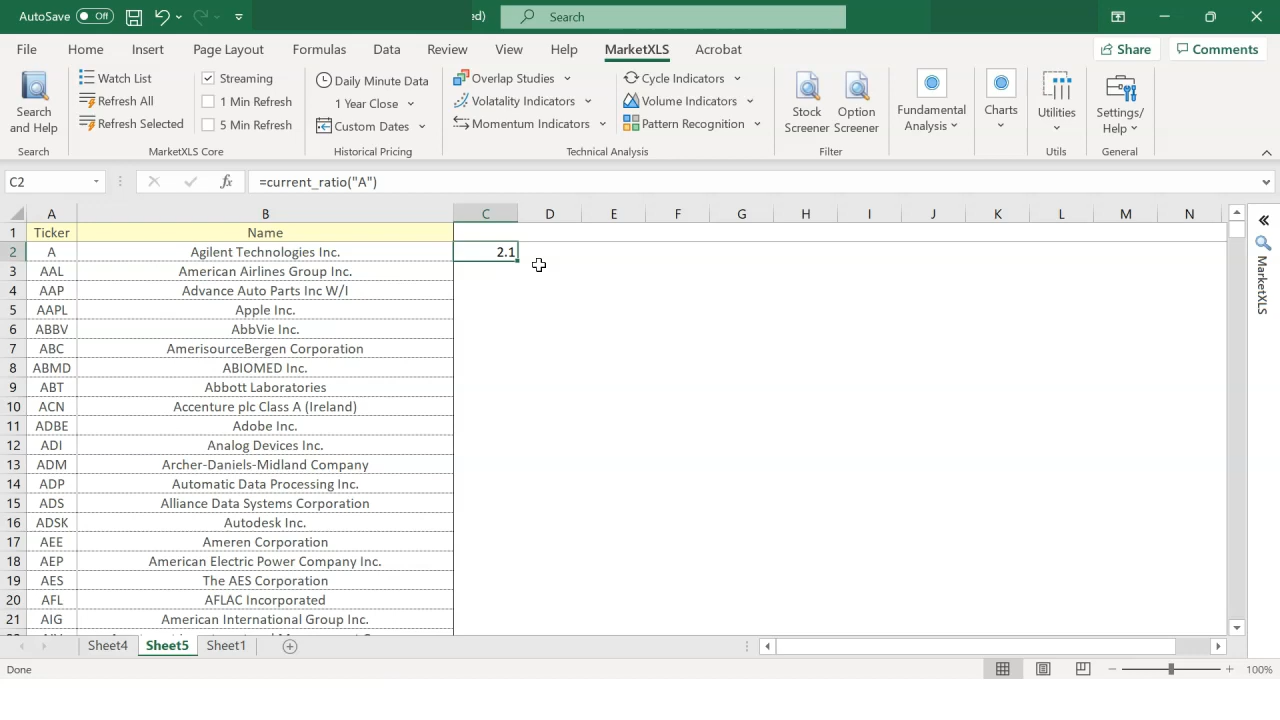 AutoSave Off ed) Search
File Home Insert Page Layout Formulas Data Review View Help MarketXLS Acrobat Share Comments
Search and Help
Search
Watch List
Refresh All
Refresh Selected
Streaming
1 Min Refresh
5 Min Refresh
MarketXLS Core
Daily Minute Data
1 Year Close
Custom Dates
Historical Pricing
Overlap Studies
Volatality Indicators
Momentum Indicators
Cycle Indicators
Volume Indicators
Pattern Recognition
Technical Analysis
Stock Screener
Option Screener
Filter
Fundamental Analysis
Charts
Utilities
Utils
Settings/ Help
General
C2 fx =current_ratio("A")
A B C D E F G H I J K L M N
1 Ticker Name
2 A Agilent Technologies Inc. 2.1
3 AAL American Airlines Group Inc.
4 AAP Advance Auto Parts Inc W/I
5 AAPL Apple Inc.
6 ABBV AbbVie Inc.
7 ABC AmerisourceBergen Corporation
8 ABMD ABIOMED Inc.
9 ABT Abbott Laboratories
10 ACN Accenture plc Class A (Ireland)
11 ADBE Adobe Inc.
12 ADI Analog Devices Inc.
13 ADM Archer-Daniels-Midland Company
14 ADP Automatic Data Processing Inc.
15 ADS Alliance Data Systems Corporation
16 ADSK Autodesk Inc.
17 AEE Ameren Corporation
18 AEP American Electric Power Company Inc.
19 AES The AES Corporation
20 AFL AFLAC Incorporated
21 AIG American International Group Inc.
MarketXLS
Sheet4 Sheet5 Sheet1
Done 100%